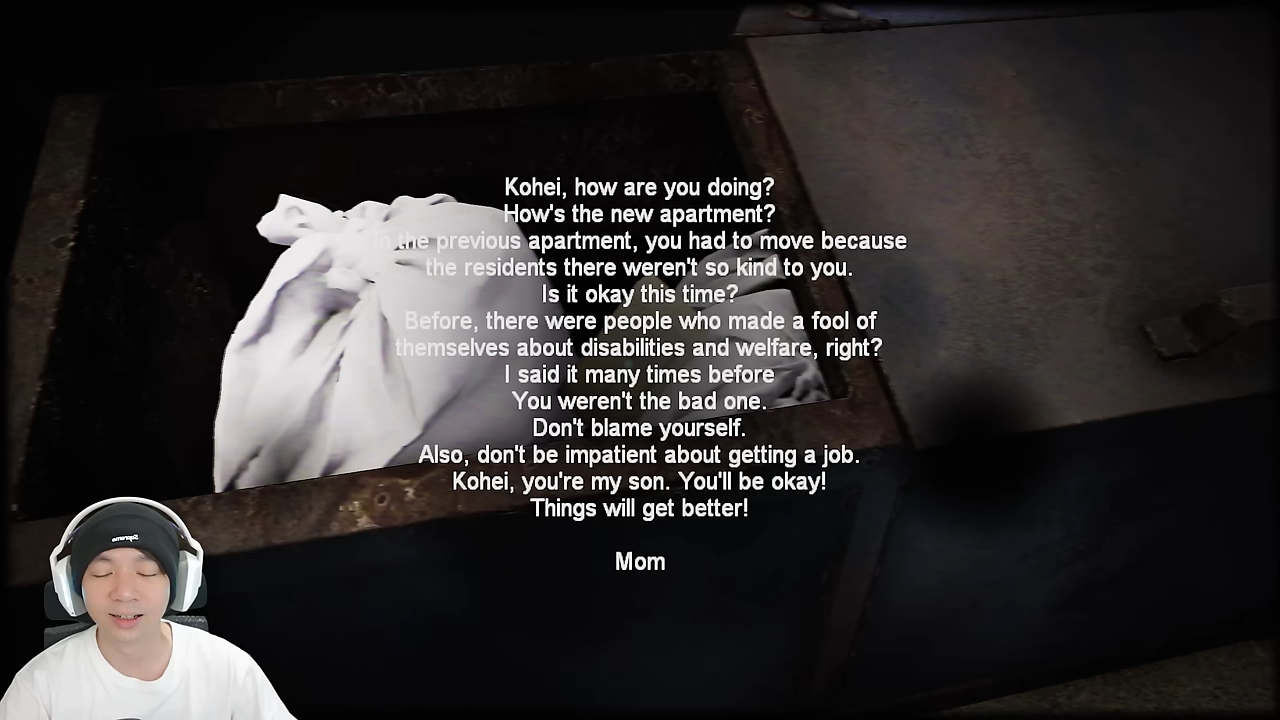 Kohei, how are you doing?
How's the new apartment?
in the previous apartment, you had to move because
the residents there weren't so kind to you.
Is it okay this time?
Before, there were people who made a fool of
themselves about disabilities and welfare, right?
I said it many times before
You weren't the bad one.
Don't blame yourself.
Also, don't be impatient about getting a job.
Kohei, you're my son. You'll be okay!
Things will get better!
Mom
Supreme